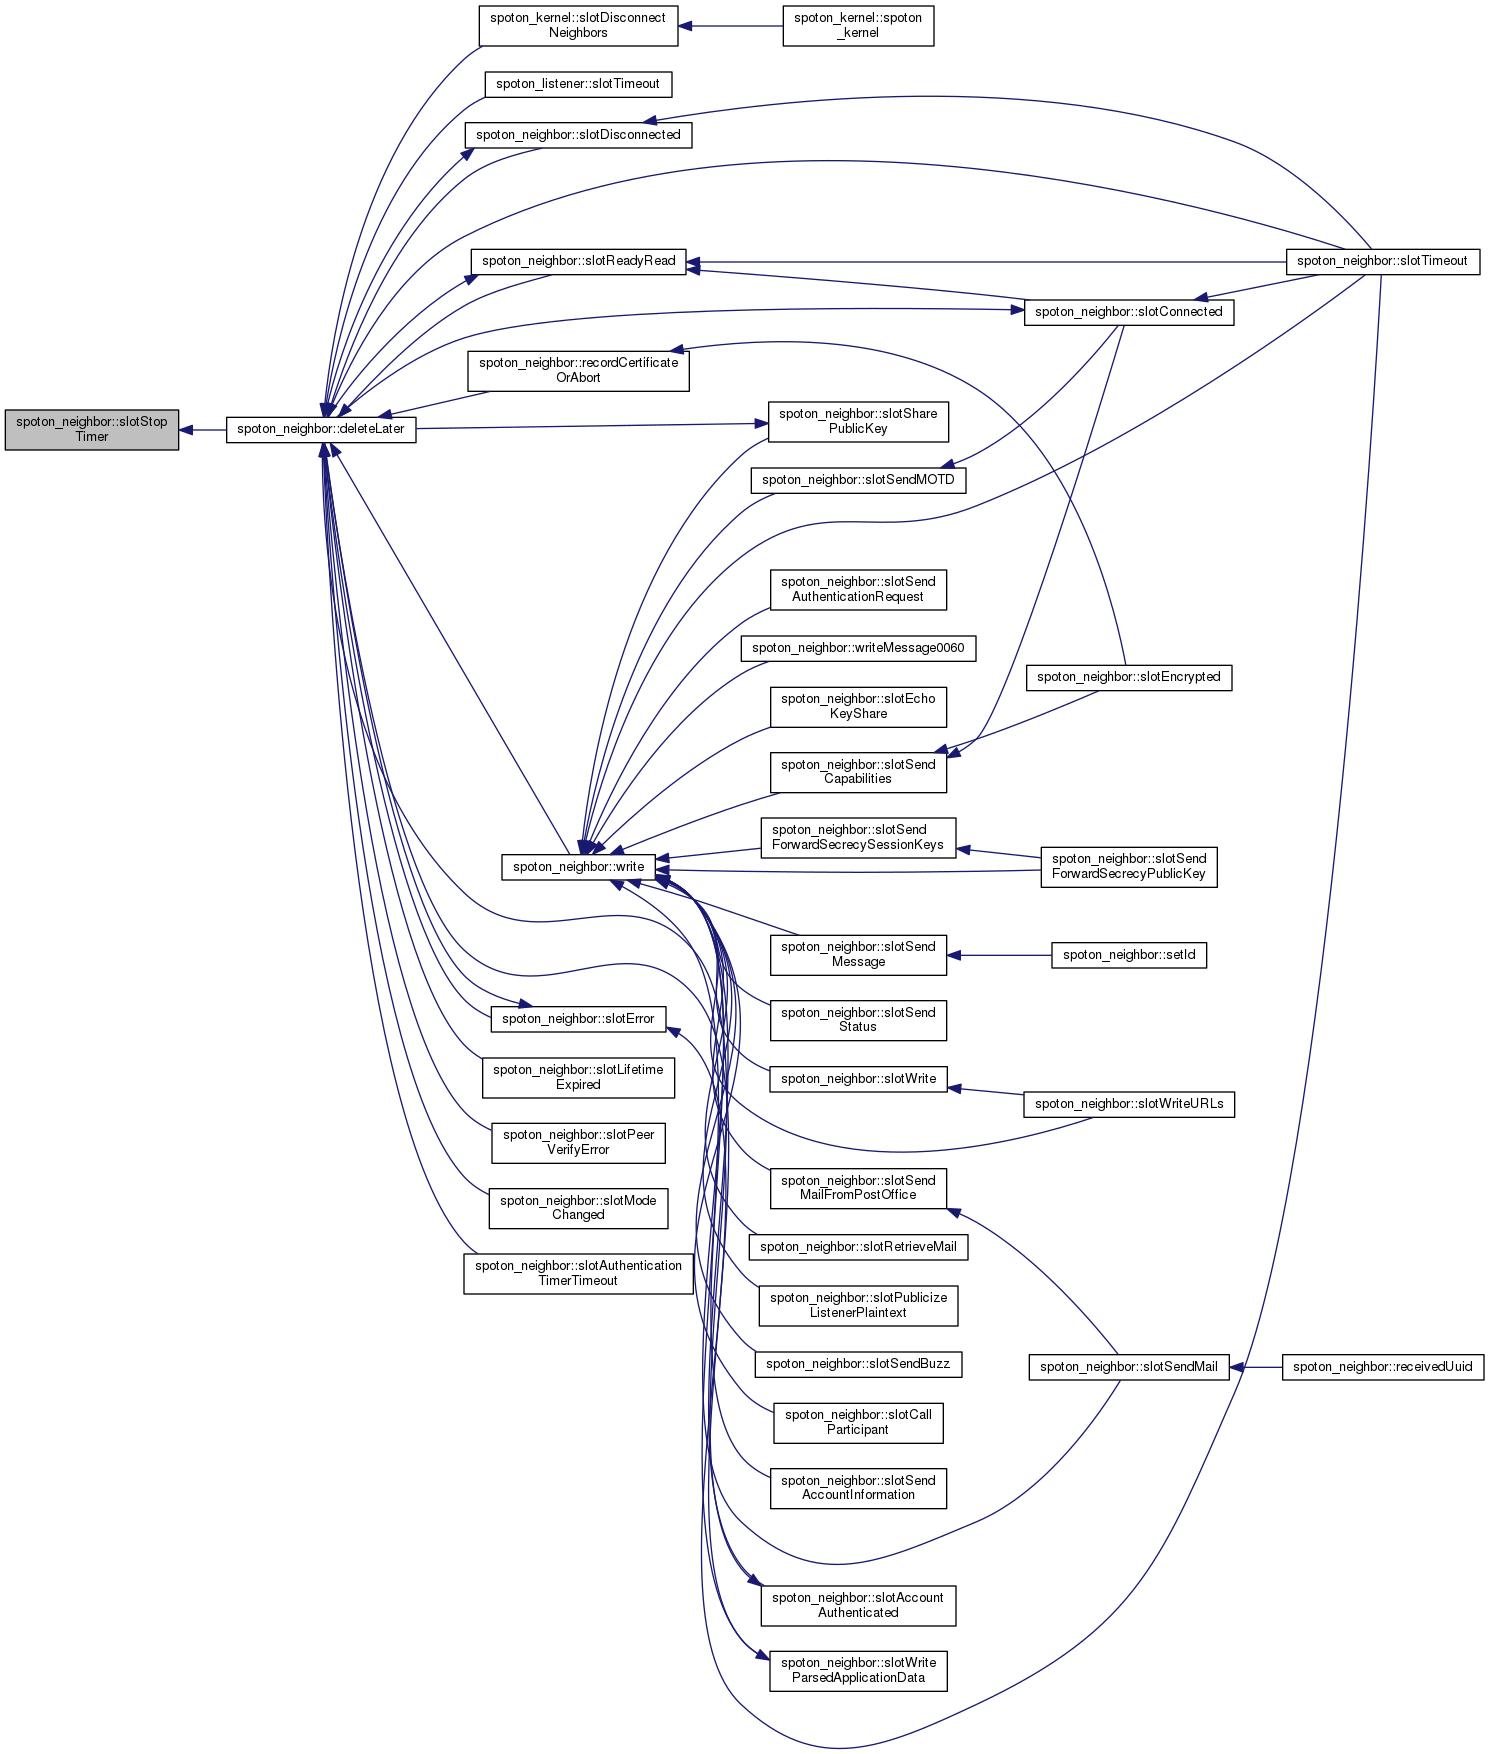 spoton_kernel::slotDisconnect
Neighbors
spoton_kernel::spoton
_kernel
spoton_listener::slotTimeout
spoton_neighbor::slotDisconnected
spoton_neighbor::slotReadyRead
spoton_neighbor::slotTimeout
spoton_neighbor::slotConnected
spoton_neighbor::recordCertificate
OrAbort
spoton_neighbor::slotStop
Timer
spoton_neighbor::deleteLater
spoton_neighbor::slotShare
PublicKey
spoton_neighbor::slotSendMOTD
spoton_neighbor::slotSend
AuthenticationRequest
spoton_neighbor::writeMessage0060
spoton_neighbor::slotEncrypted
spoton_neighbor::slotEcho
KeyShare
spoton_neighbor::slotSend
Capabilities
spoton_neighbor::slotSend
ForwardSecrecySessionKeys
spoton_neighbor::write
spoton_neighbor::slotSend
ForwardSecrecyPublicKey
spoton_neighbor::slotSend
Message
spoton_neighbor::setId
spoton_neighbor::slotError
spoton_neighbor::slotSend
Status
spoton_neighbor::slotLifetime
Expired
spoton_neighbor::slotWrite
spoton_neighbor::slotWriteURLs
spoton_neighbor::slotPeer
VerifyError
spoton_neighbor::slotSend
MailFromPostOffice
spoton_neighbor::slotMode
Changed
spoton_neighbor::slotRetrieveMail
spoton_neighbor::slotAuthentication
TimerTimeout
spoton_neighbor::slotPublicize
ListenerPlaintext
spoton_neighbor::slotSendBuzz
spoton_neighbor::slotSendMail
spoton_neighbor::receivedUuid
spoton_neighbor::slotCall
Participant
spoton_neighbor::slotSend
AccountInformation
spoton_neighbor::slotAccount
Authenticated
spoton_neighbor::slotWrite
ParsedApplicationData